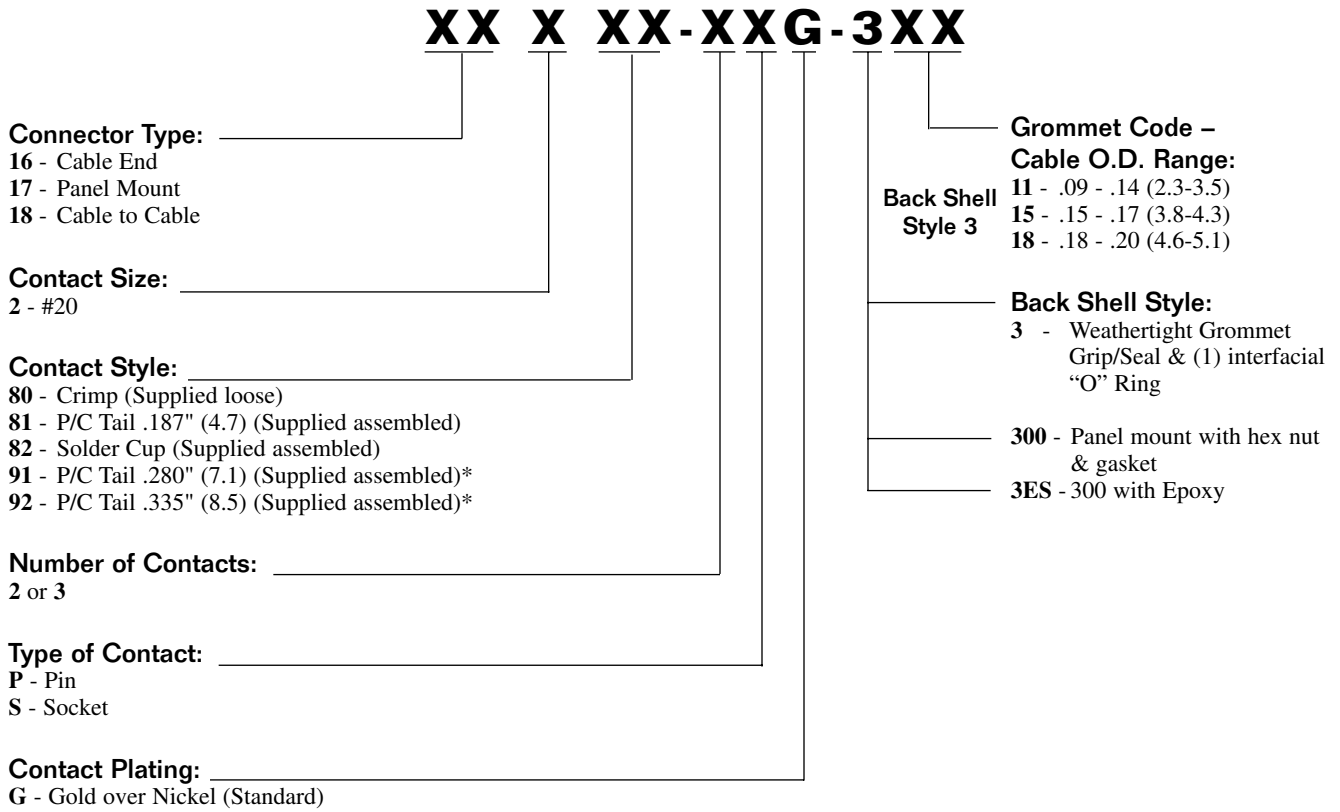 XX X XX-XXG-3XX
Connector Type:
16 - Cable End
17 - Panel Mount
18 - Cable to Cable
Contact Size:
2 - #20
Contact Style:
80 - Crimp (Supplied loose)
81 - P/C Tail .187" (4.7) (Supplied assembled)
82 - Solder Cup (Supplied assembled)
91 - P/C Tail .280" (7.1) (Supplied assembled)*
92 - P/C Tail .335" (8.5) (Supplied assembled)*
Number of Contacts:
2 or 3
Type of Contact:
P - Pin
S - Socket
Contact Plating:
G - Gold over Nickel (Standard)
Back Shell
Style 3
Grommet Code –
Cable O.D. Range:
11 - .09 - .14 (2.3-3.5)
15 - .15 - .17 (3.8-4.3)
18 - .18 - .20 (4.6-5.1)
Back Shell Style:
3 - Weathertight Grommet
Grip/Seal & (1) interfacial
“O” Ring
300 - Panel mount with hex nut
& gasket
3ES - 300 with Epoxy